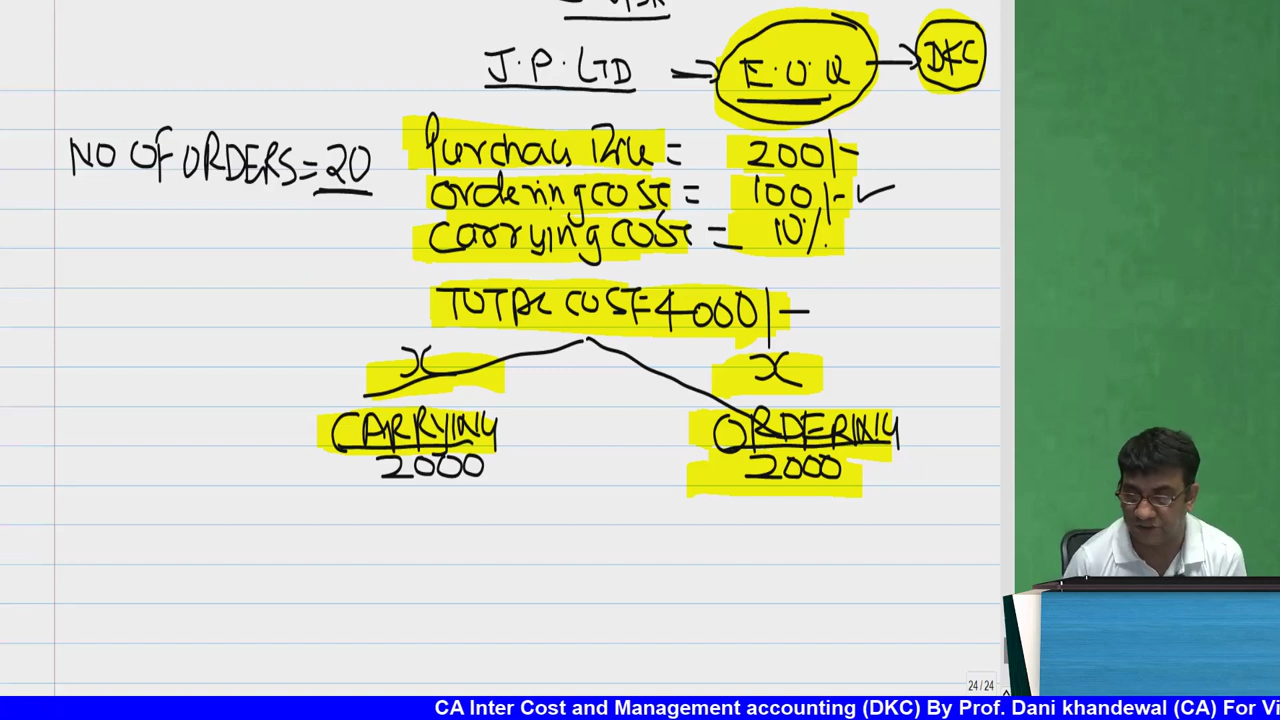 J.P. LTD → E.O.Q → DKC
NO OF ORDERS = 20
Purchase Price = 200/-
Ordering cost = 100/- ✓
Carrying cost = 10%
TOTAL COST = 4000/-
x x
CARRYING ORDERING
2000 2000
24 / 24
CA Inter Cost and Management accounting (DKC) By Prof. Dani khandewal (CA) For Vi